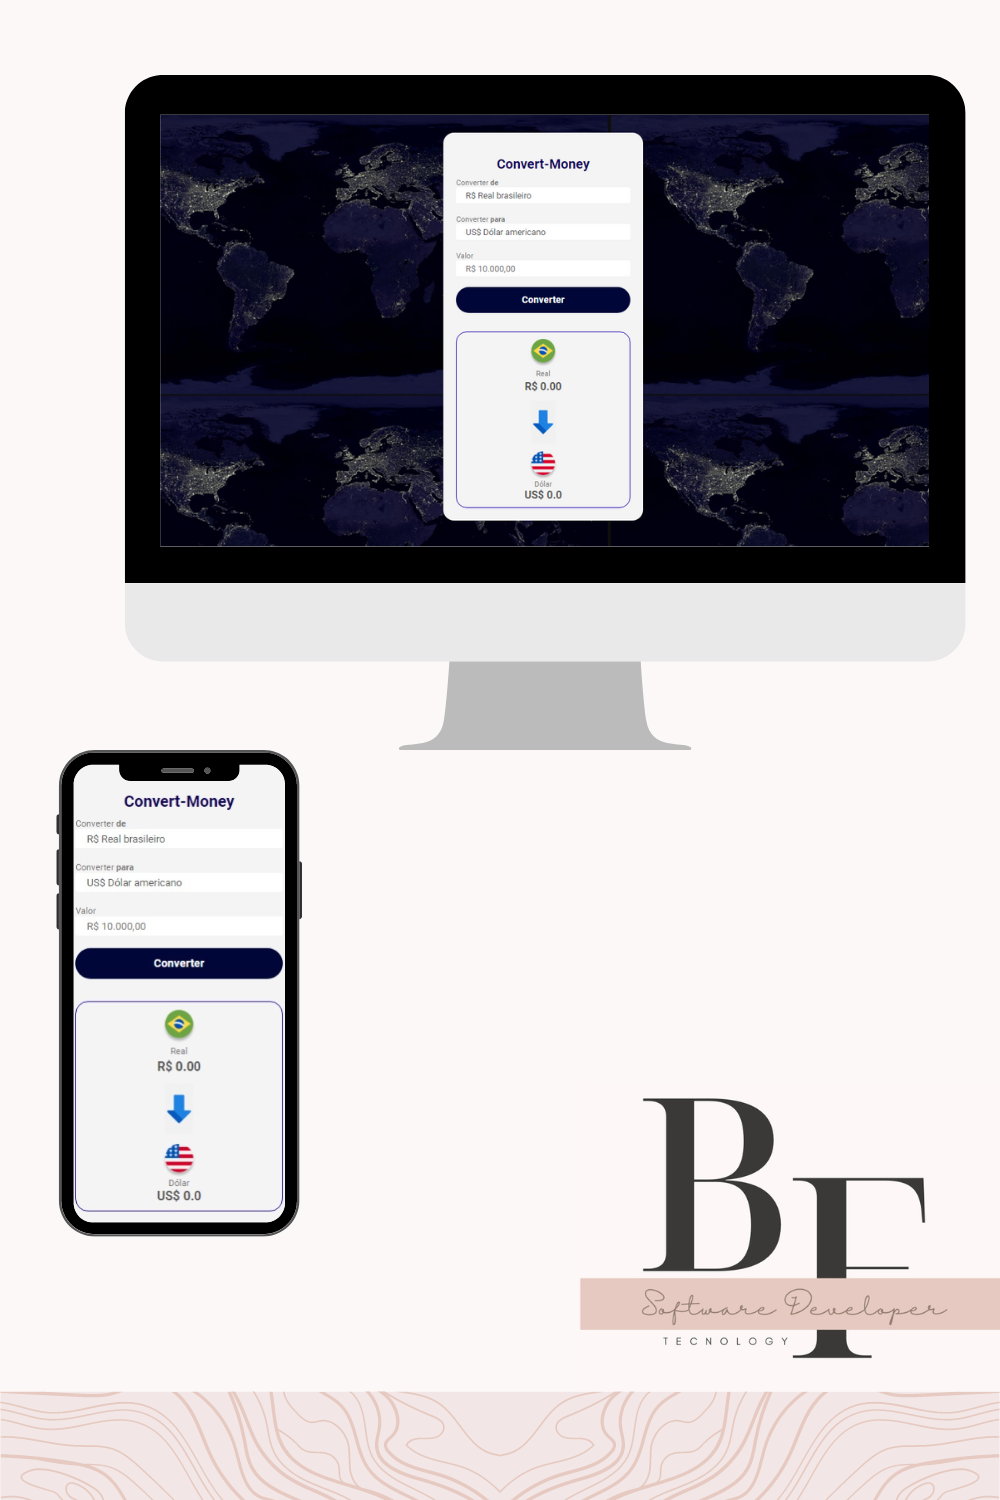 Convert-Money
Converter de
R$ Real brasileiro
Converter para
US$ Dólar americano
Valor
R$ 10.000,00
Converter
Real
R$ 0.00
Dólar
US$ 0.0
Convert-Money
Converter de
R$ Real brasileiro
Converter para
US$ Dólar americano
Valor
R$ 10.000,00
Converter
Real
R$ 0.00
Dólar
US$ 0.0
BF
Software Developer
TECNOLOGY